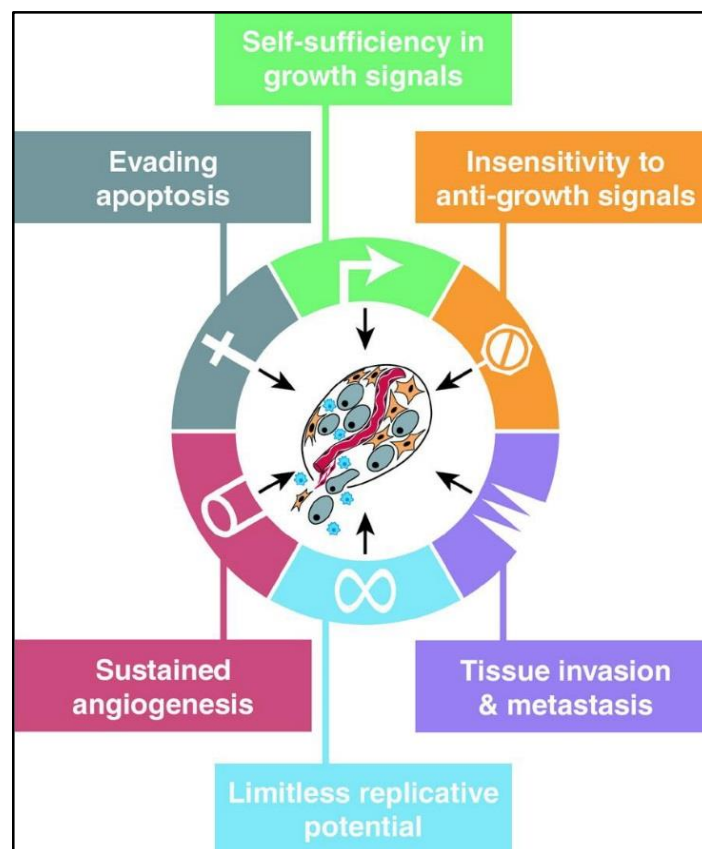 Self-sufficiency in
growth signals
Evading
apoptosis
Insensitivity to
anti-growth signals
Sustained
angiogenesis
Tissue invasion
& metastasis
Limitless replicative
potential